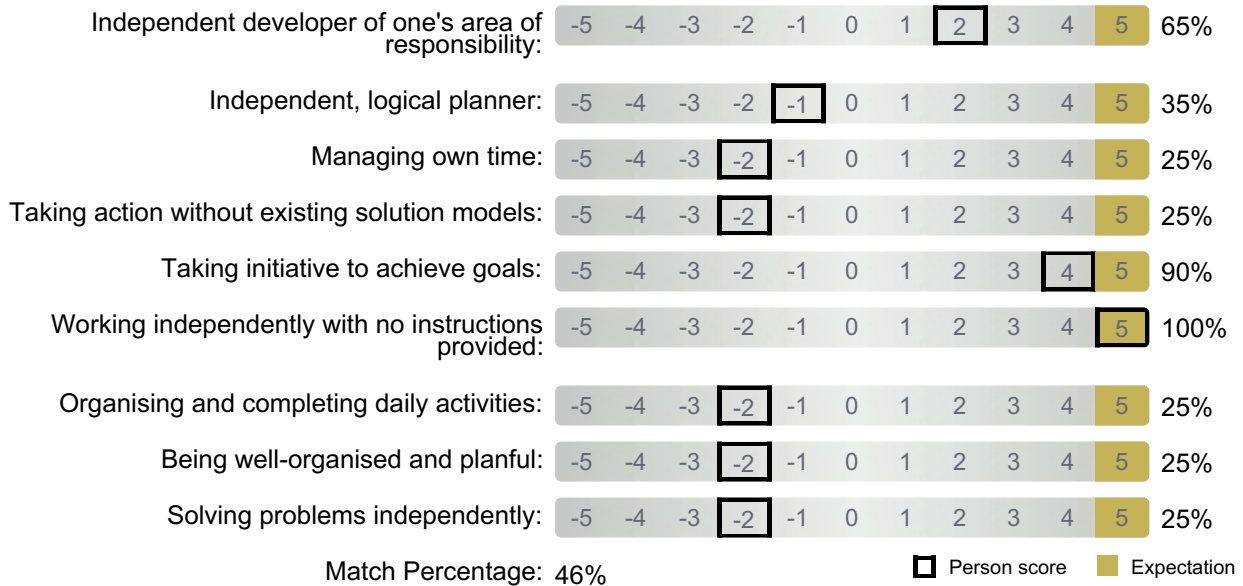 Independent developer of one's area of
responsibility:
-5 -4 -3 -2 -1 0 1 2 3 4 5 65%
Independent, logical planner: -5 -4 -3 -2 -1 0 1 2 3 4 5 35%
Managing own time: -5 -4 -3 -2 -1 0 1 2 3 4 5 25%
Taking action without existing solution models: -5 -4 -3 -2 -1 0 1 2 3 4 5 25%
Taking initiative to achieve goals: -5 -4 -3 -2 -1 0 1 2 3 4 5 90%
Working independently with no instructions
provided:
-5 -4 -3 -2 -1 0 1 2 3 4 5 100%
Organising and completing daily activities: -5 -4 -3 -2 -1 0 1 2 3 4 5 25%
Being well-organised and planful: -5 -4 -3 -2 -1 0 1 2 3 4 5 25%
Solving problems independently: -5 -4 -3 -2 -1 0 1 2 3 4 5 25%
Match Percentage: 46% Person score Expectation